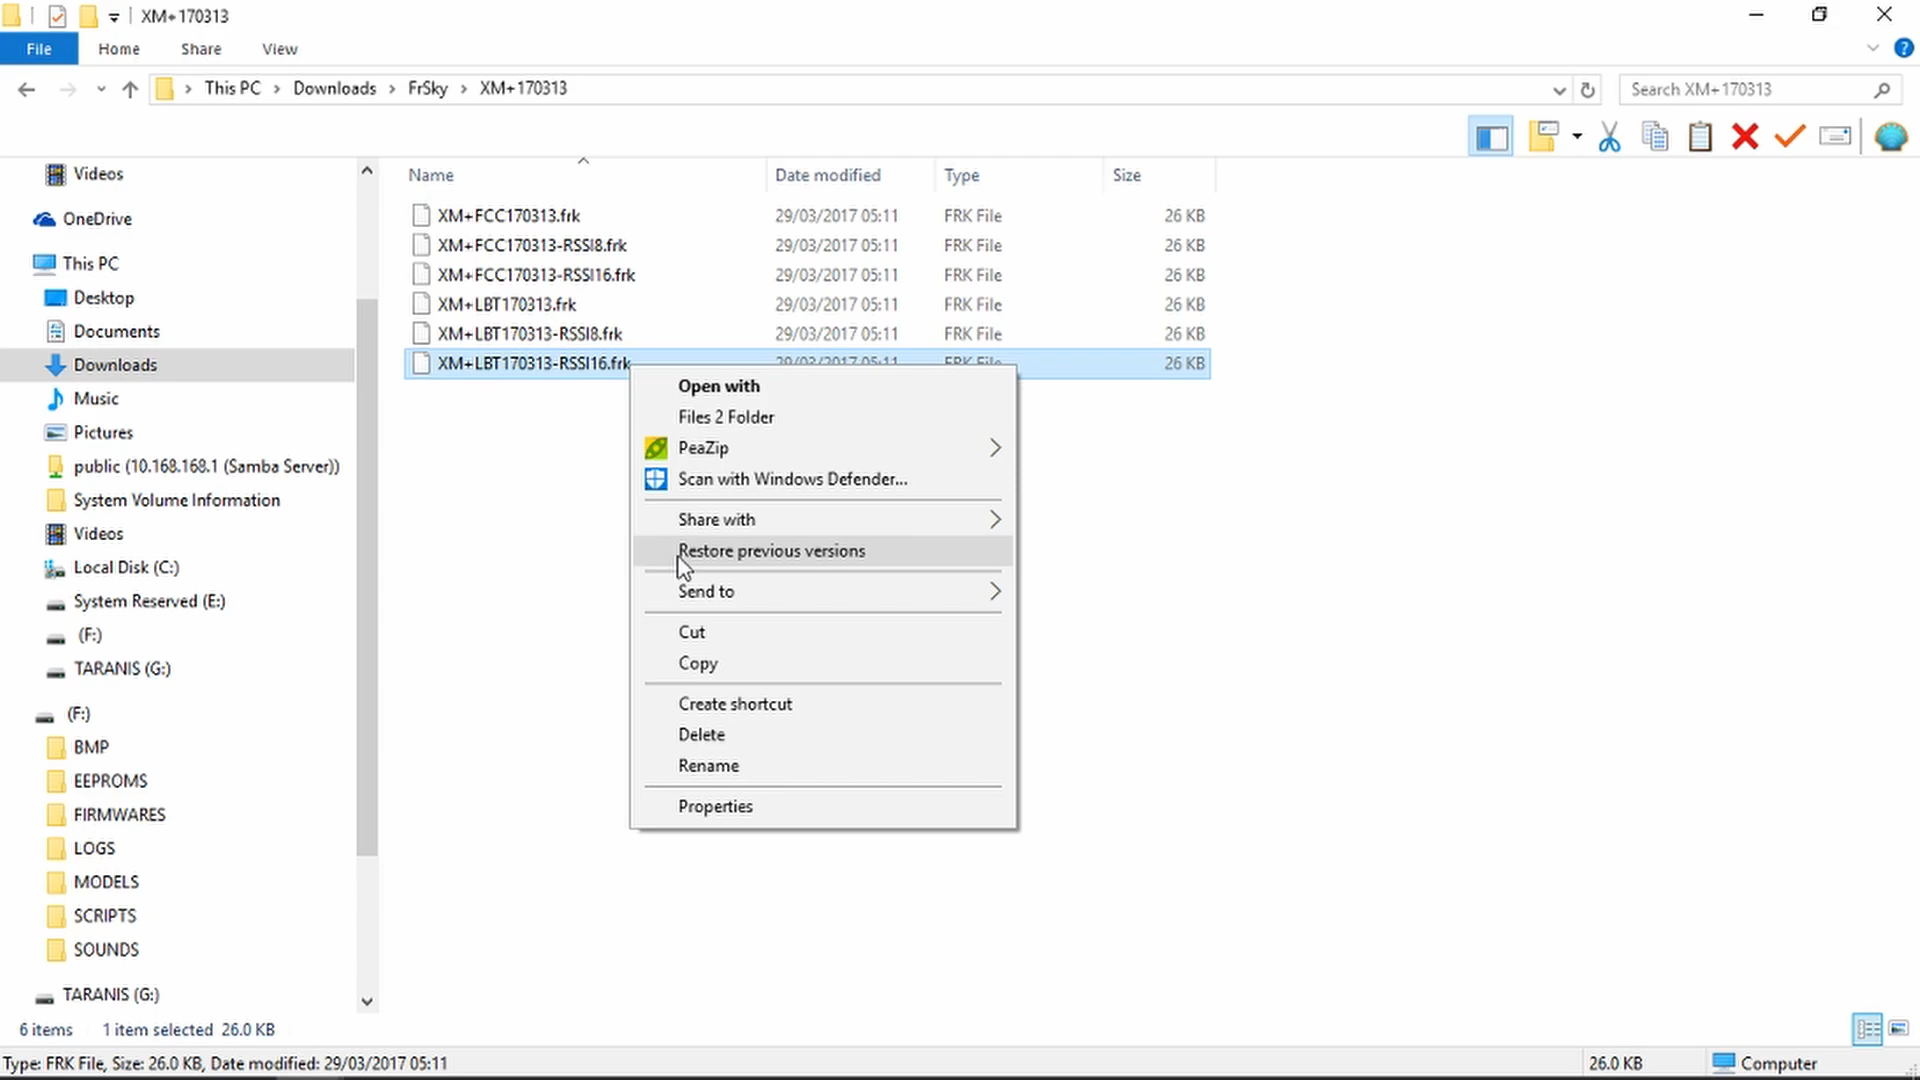 XM+170313
File Home Share View
This PC Downloads FrSky XM+170313
Search XM+170313
Name Date modified Type Size
XM+FCC170313.frk 29/03/2017 05:11 FRK File 26 KB
XM+FCC170313-RSSI8.frk 29/03/2017 05:11 FRK File 26 KB
XM+FCC170313-RSSI16.frk 29/03/2017 05:11 FRK File 26 KB
XM+LBT170313.frk 29/03/2017 05:11 FRK File 26 KB
XM+LBT170313-RSSI8.frk 29/03/2017 05:11 FRK File 26 KB
XM+LBT170313-RSSI16.frk 29/03/2017 05:11 FRK File 26 KB
Videos
OneDrive
This PC
Desktop
Documents
Downloads
Music
Pictures
public (10.168.168.1 (Samba Server))
System Volume Information
Videos
Local Disk (C:)
System Reserved (E:)
(F:)
TARANIS (G:)
(F:)
BMP
EEPROMS
FIRMWARES
LOGS
MODELS
SCRIPTS
SOUNDS
TARANIS (G:)
Open with
Files 2 Folder
PeaZip
Scan with Windows Defender...
Share with
Restore previous versions
Send to
Cut
Copy
Create shortcut
Delete
Rename
Properties
6 items 1 item selected 26.0 KB
Type: FRK File, Size: 26.0 KB, Date modified: 29/03/2017 05:11
26.0 KB
Computer